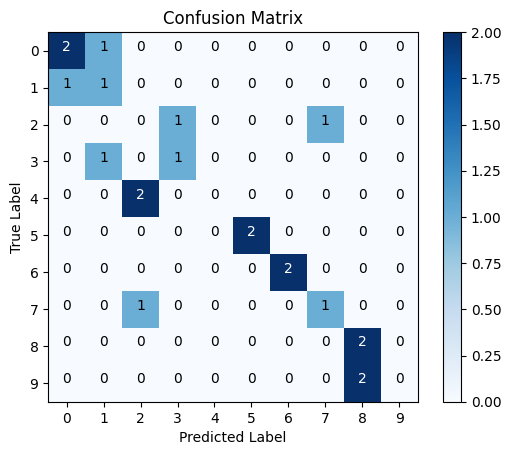 Confusion Matrix
0 2 1 0 0 0 0 0 0 0 0
1 1 1 0 0 0 0 0 0 0 0
2 0 0 0 1 0 0 0 1 0 0
3 0 1 0 1 0 0 0 0 0 0
4 0 0 2 0 0 0 0 0 0 0
5 0 0 0 0 0 2 0 0 0 0
6 0 0 0 0 0 0 2 0 0 0
7 0 0 1 0 0 0 0 1 0 0
8 0 0 0 0 0 0 0 0 2 0
9 0 0 0 0 0 0 0 0 2 0
0 1 2 3 4 5 6 7 8 9
Predicted Label
True Label
2.00
1.75
1.50
1.25
1.00
0.75
0.50
0.25
0.00